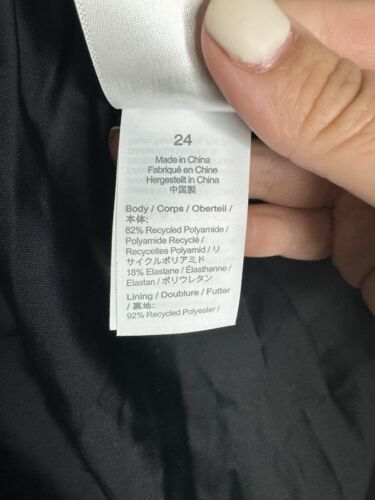 24
Made in China
Fabriqué en Chine
Hergestellt in China
中国製
Body / Corps / Oberteil /
本体:
82% Recycled Polyamide /
Polyamide Recyclé /
Recyceltes Polyamid / リ
サイクルポリアミド
18% Elastane / Élasthanne /
Elastan / ポリウレタン
Lining / Doublure / Futter
/ 裏地:
92% Recycled Polyester /